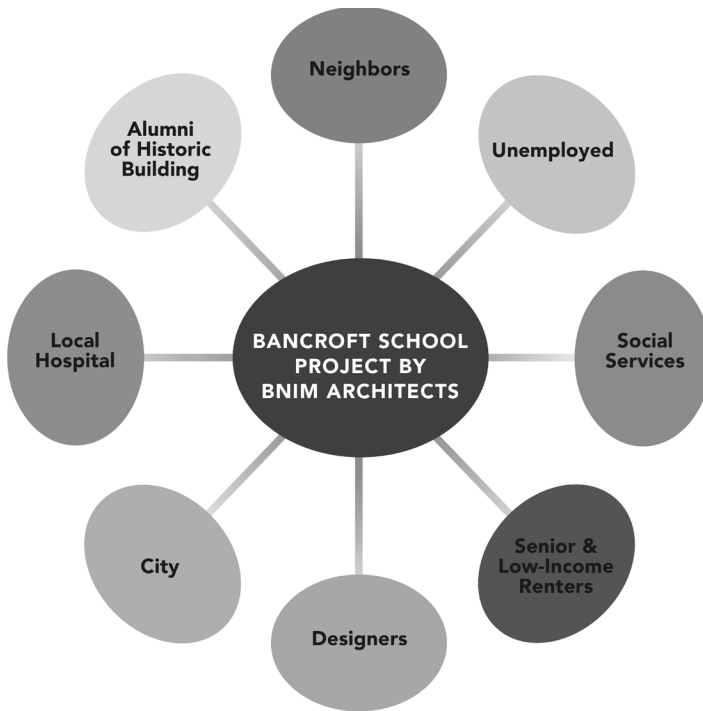 Neighbors
Alumni
of Historic
Building
Unemployed
Local
Hospital
BANCROFT SCHOOL
PROJECT BY
BNIM ARCHITECTS
Social
Services
City
Senior &
Low-Income
Renters
Designers